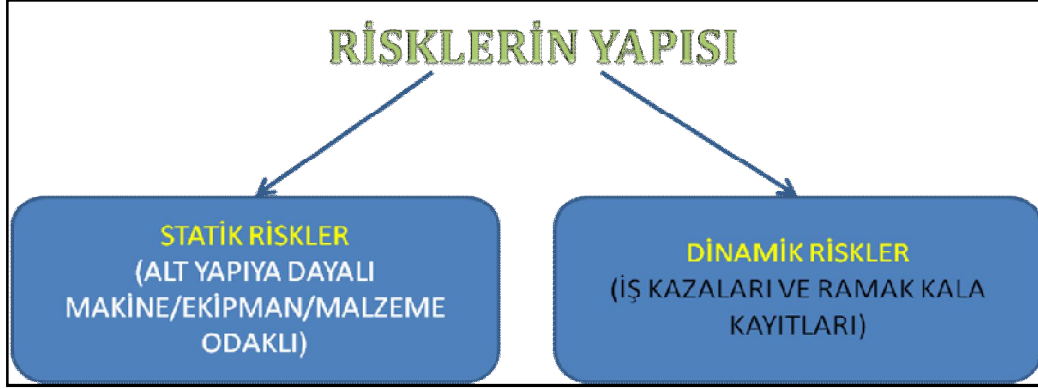 RİSKLERİN YAPISI
STATİK RİSKLER
(ALT YAPIYA DAYALI
MAKİNE/EKİPMAN/MALZEME
ODAKLI)
DİNAMİK RİSKLER
(İŞ KAZALARI VE RAMAK KALA
KAYITLARI)